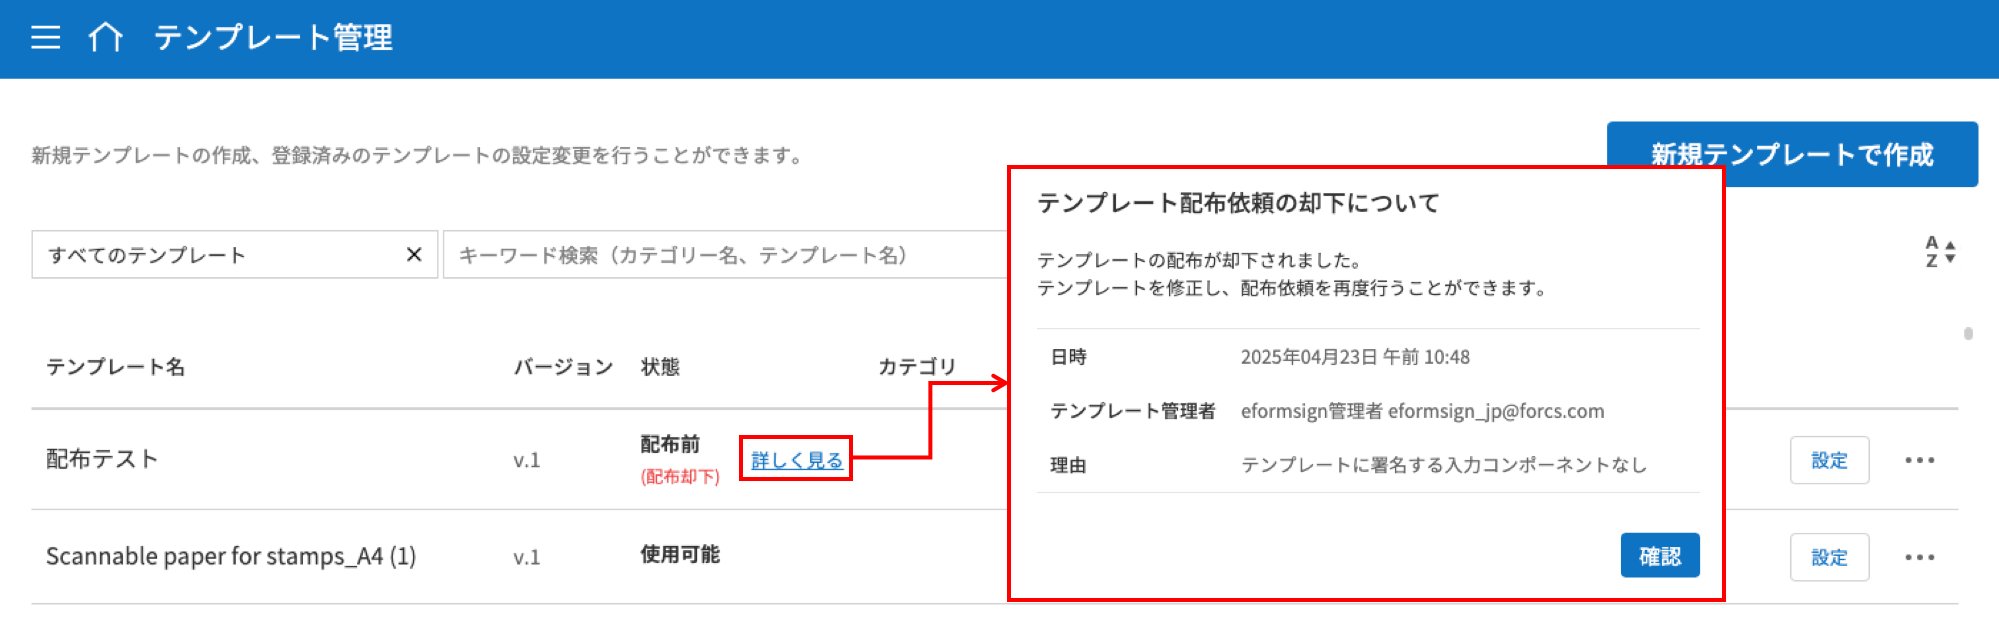 テンプレート管理
新規テンプレートの作成、登録済みのテンプレートの設定変更を行うことができます。
新規テンプレートで作成
すべてのテンプレート
キーワード検索（カテゴリー名、テンプレート名）
A
Z
テンプレート名 バージョン 状態 カテゴリ
配布テスト v.1 配布前
(配布却下)
詳しく見る
設定
Scannable paper for stamps_A4 (1) v.1 使用可能
設定
テンプレート配布依頼の却下について
テンプレートの配布が却下されました。
テンプレートを修正し、配布依頼を再度行うことができます。
日時 2025年04月23日 午前 10:48
テンプレート管理者 eformsign管理者 eformsign_jp@forcs.com
理由 テンプレートに署名する入力コンポーネントなし
確認